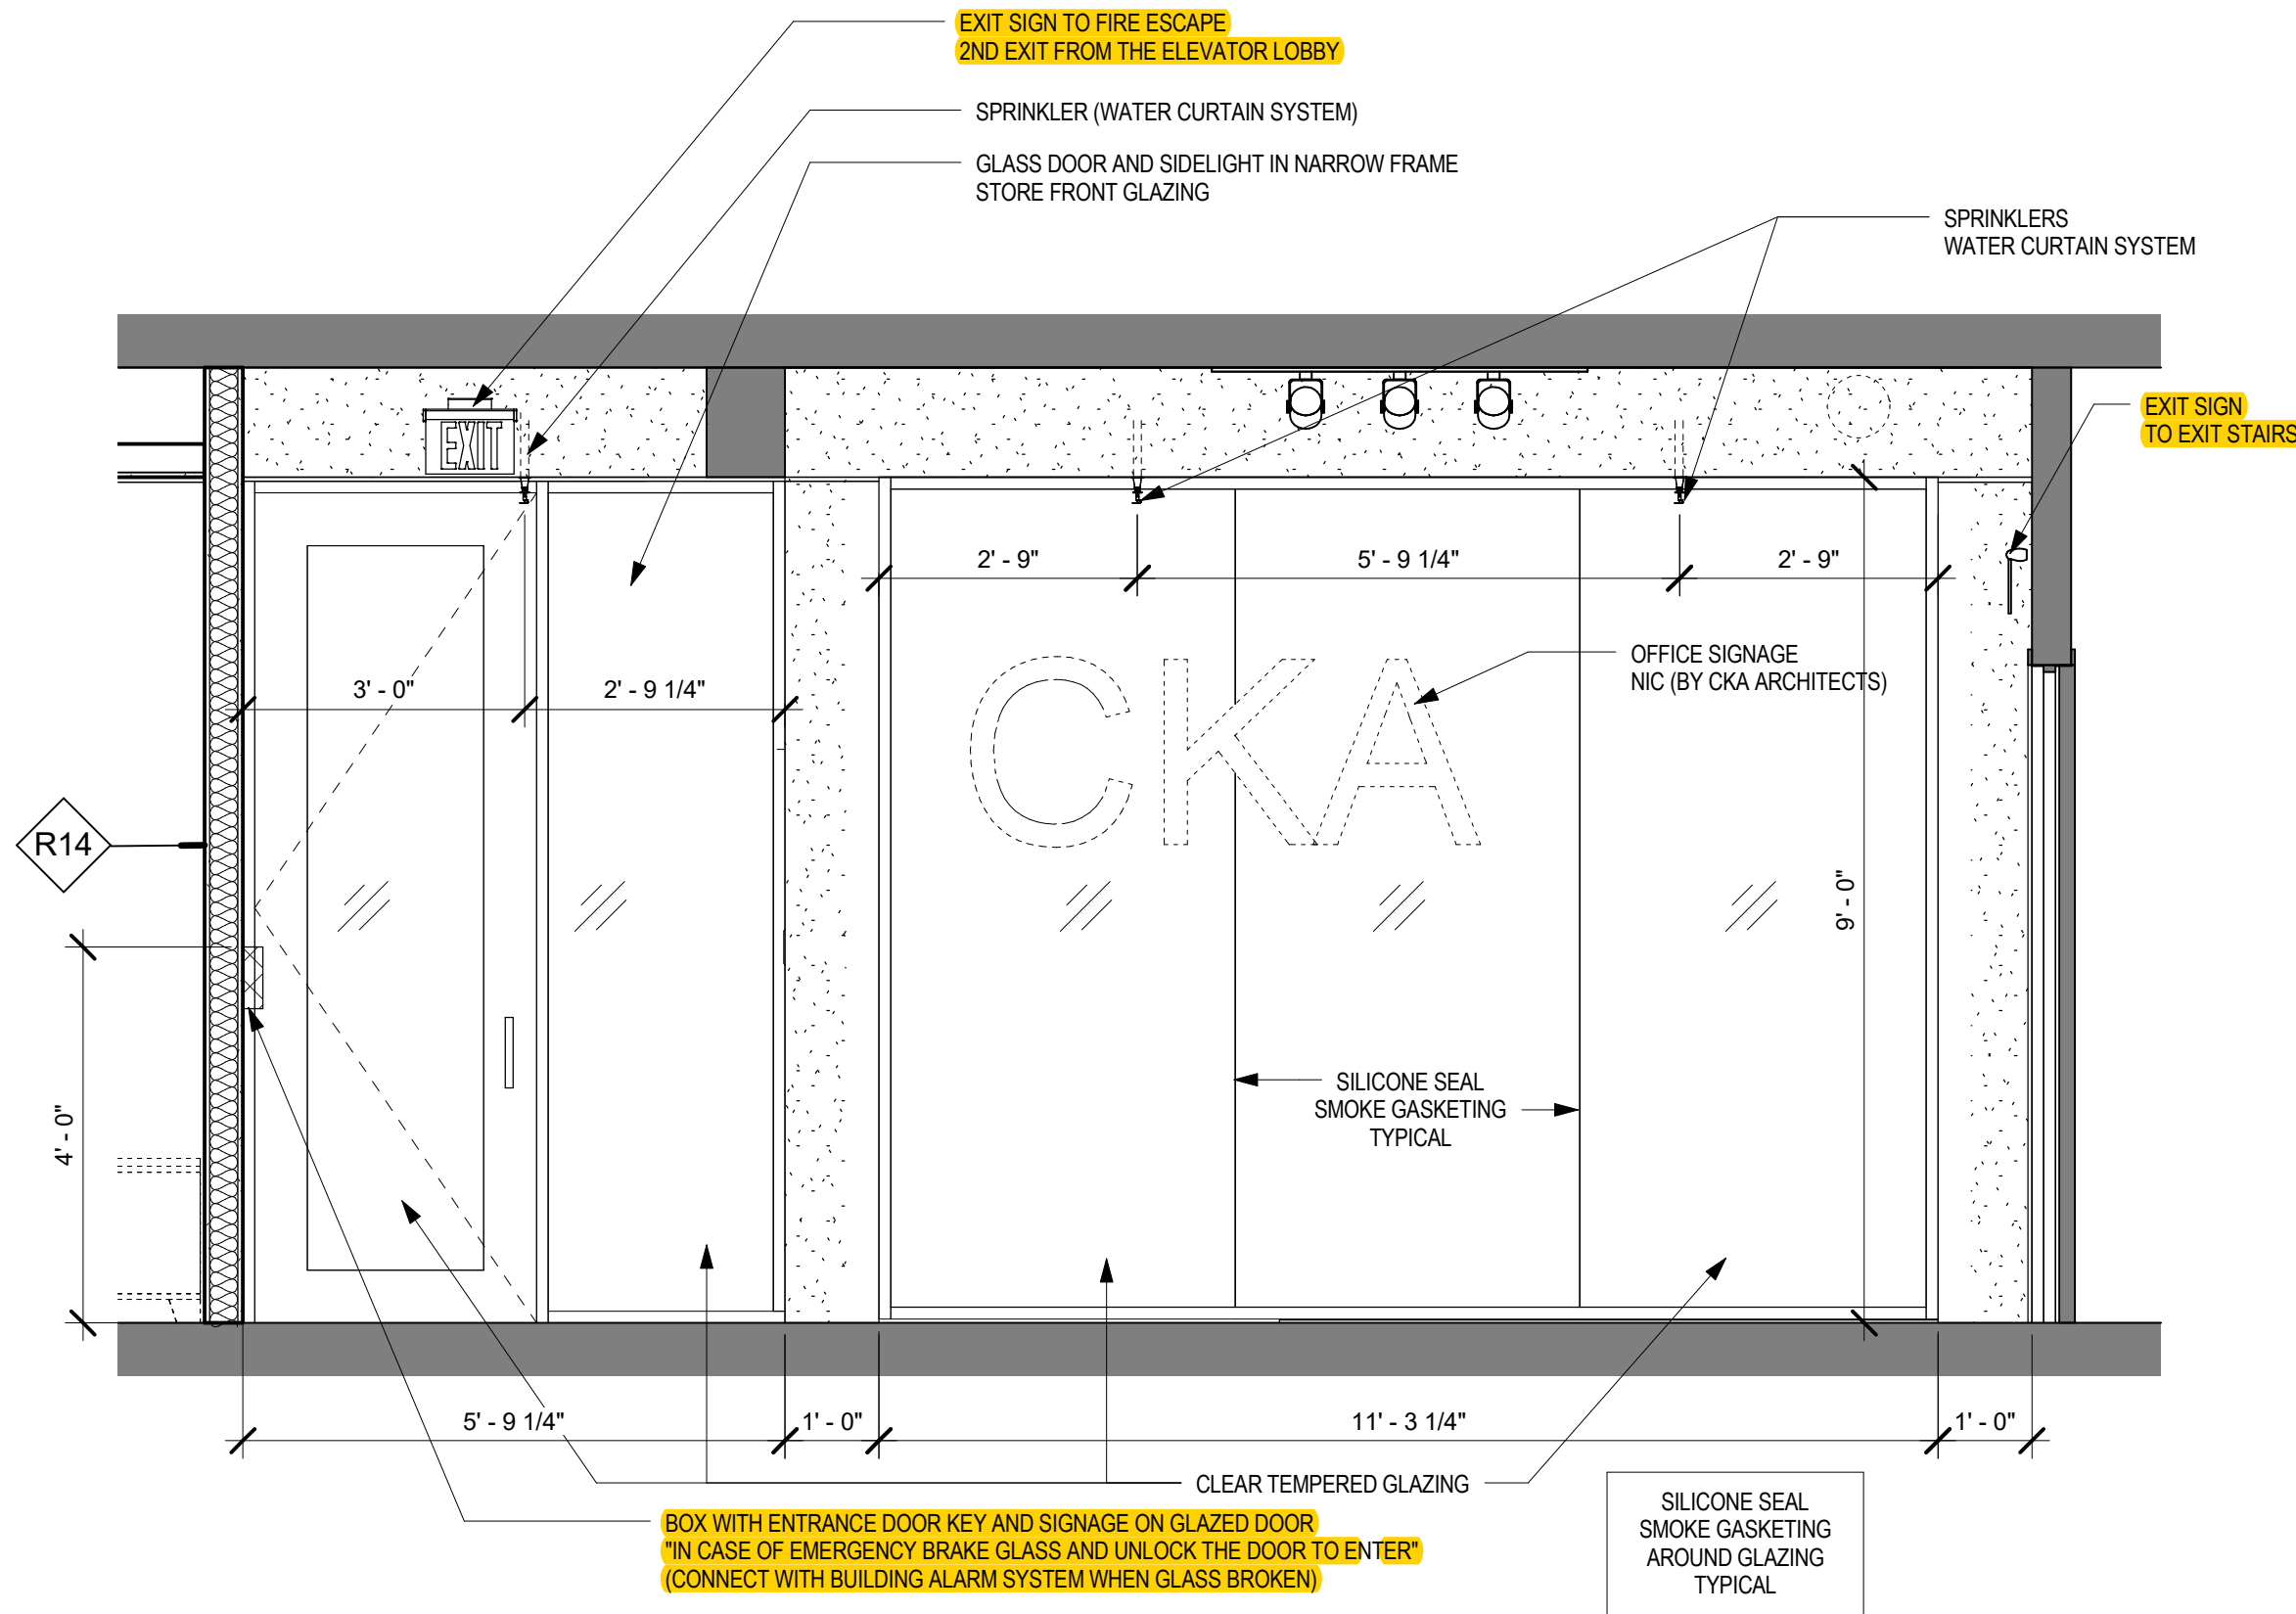 EXIT SIGN TO FIRE ESCAPE
2ND EXIT FROM THE ELEVATOR LOBBY
SPRINKLER (WATER CURTAIN SYSTEM)
GLASS DOOR AND SIDELIGHT IN NARROW FRAME
STORE FRONT GLAZING
SPRINKLERS
WATER CURTAIN SYSTEM
EXIT SIGN
TO EXIT STAIRS
EXIT
2' - 9"
5' - 9 1/4"
2' - 9"
3' - 0"
2' - 9 1/4"
OFFICE SIGNAGE
NIC (BY CKA ARCHITECTS)
CKA
R14
9' - 0"
4' - 0"
SILICONE SEAL
SMOKE GASKETING
TYPICAL
5' - 9 1/4"
1' - 0"
11' - 3 1/4"
1' - 0"
CLEAR TEMPERED GLAZING
BOX WITH ENTRANCE DOOR KEY AND SIGNAGE ON GLAZED DOOR
"IN CASE OF EMERGENCY BRAKE GLASS AND UNLOCK THE DOOR TO ENTER"
(CONNECT WITH BUILDING ALARM SYSTEM WHEN GLASS BROKEN)
SILICONE SEAL
SMOKE GASKETING
AROUND GLAZING
TYPICAL